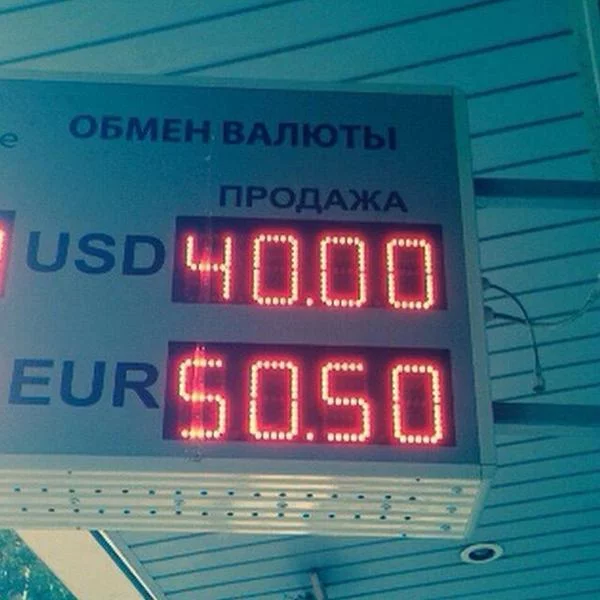 ОБМЕН ВАЛЮТЫ
ПРОДАЖА
USD 40.00
EUR 50.50